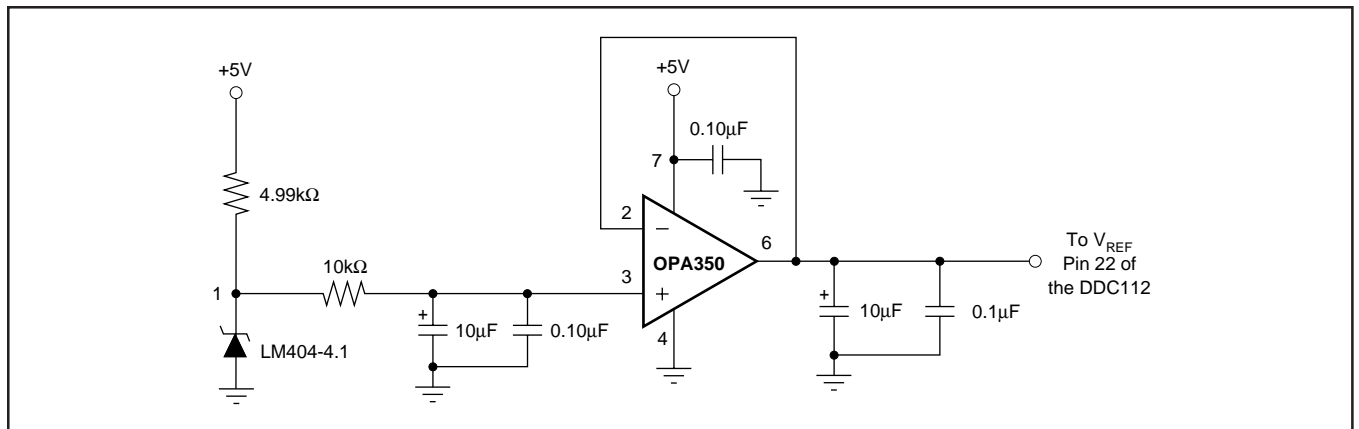 +5V
4.99kΩ
1
LM404-4.1
10kΩ
+
10µF
0.10µF
+5V
0.10µF
7
2
−
3
+
OPA350
6
4
+
10µF
0.1µF
To VREF
Pin 22 of
the DDC112